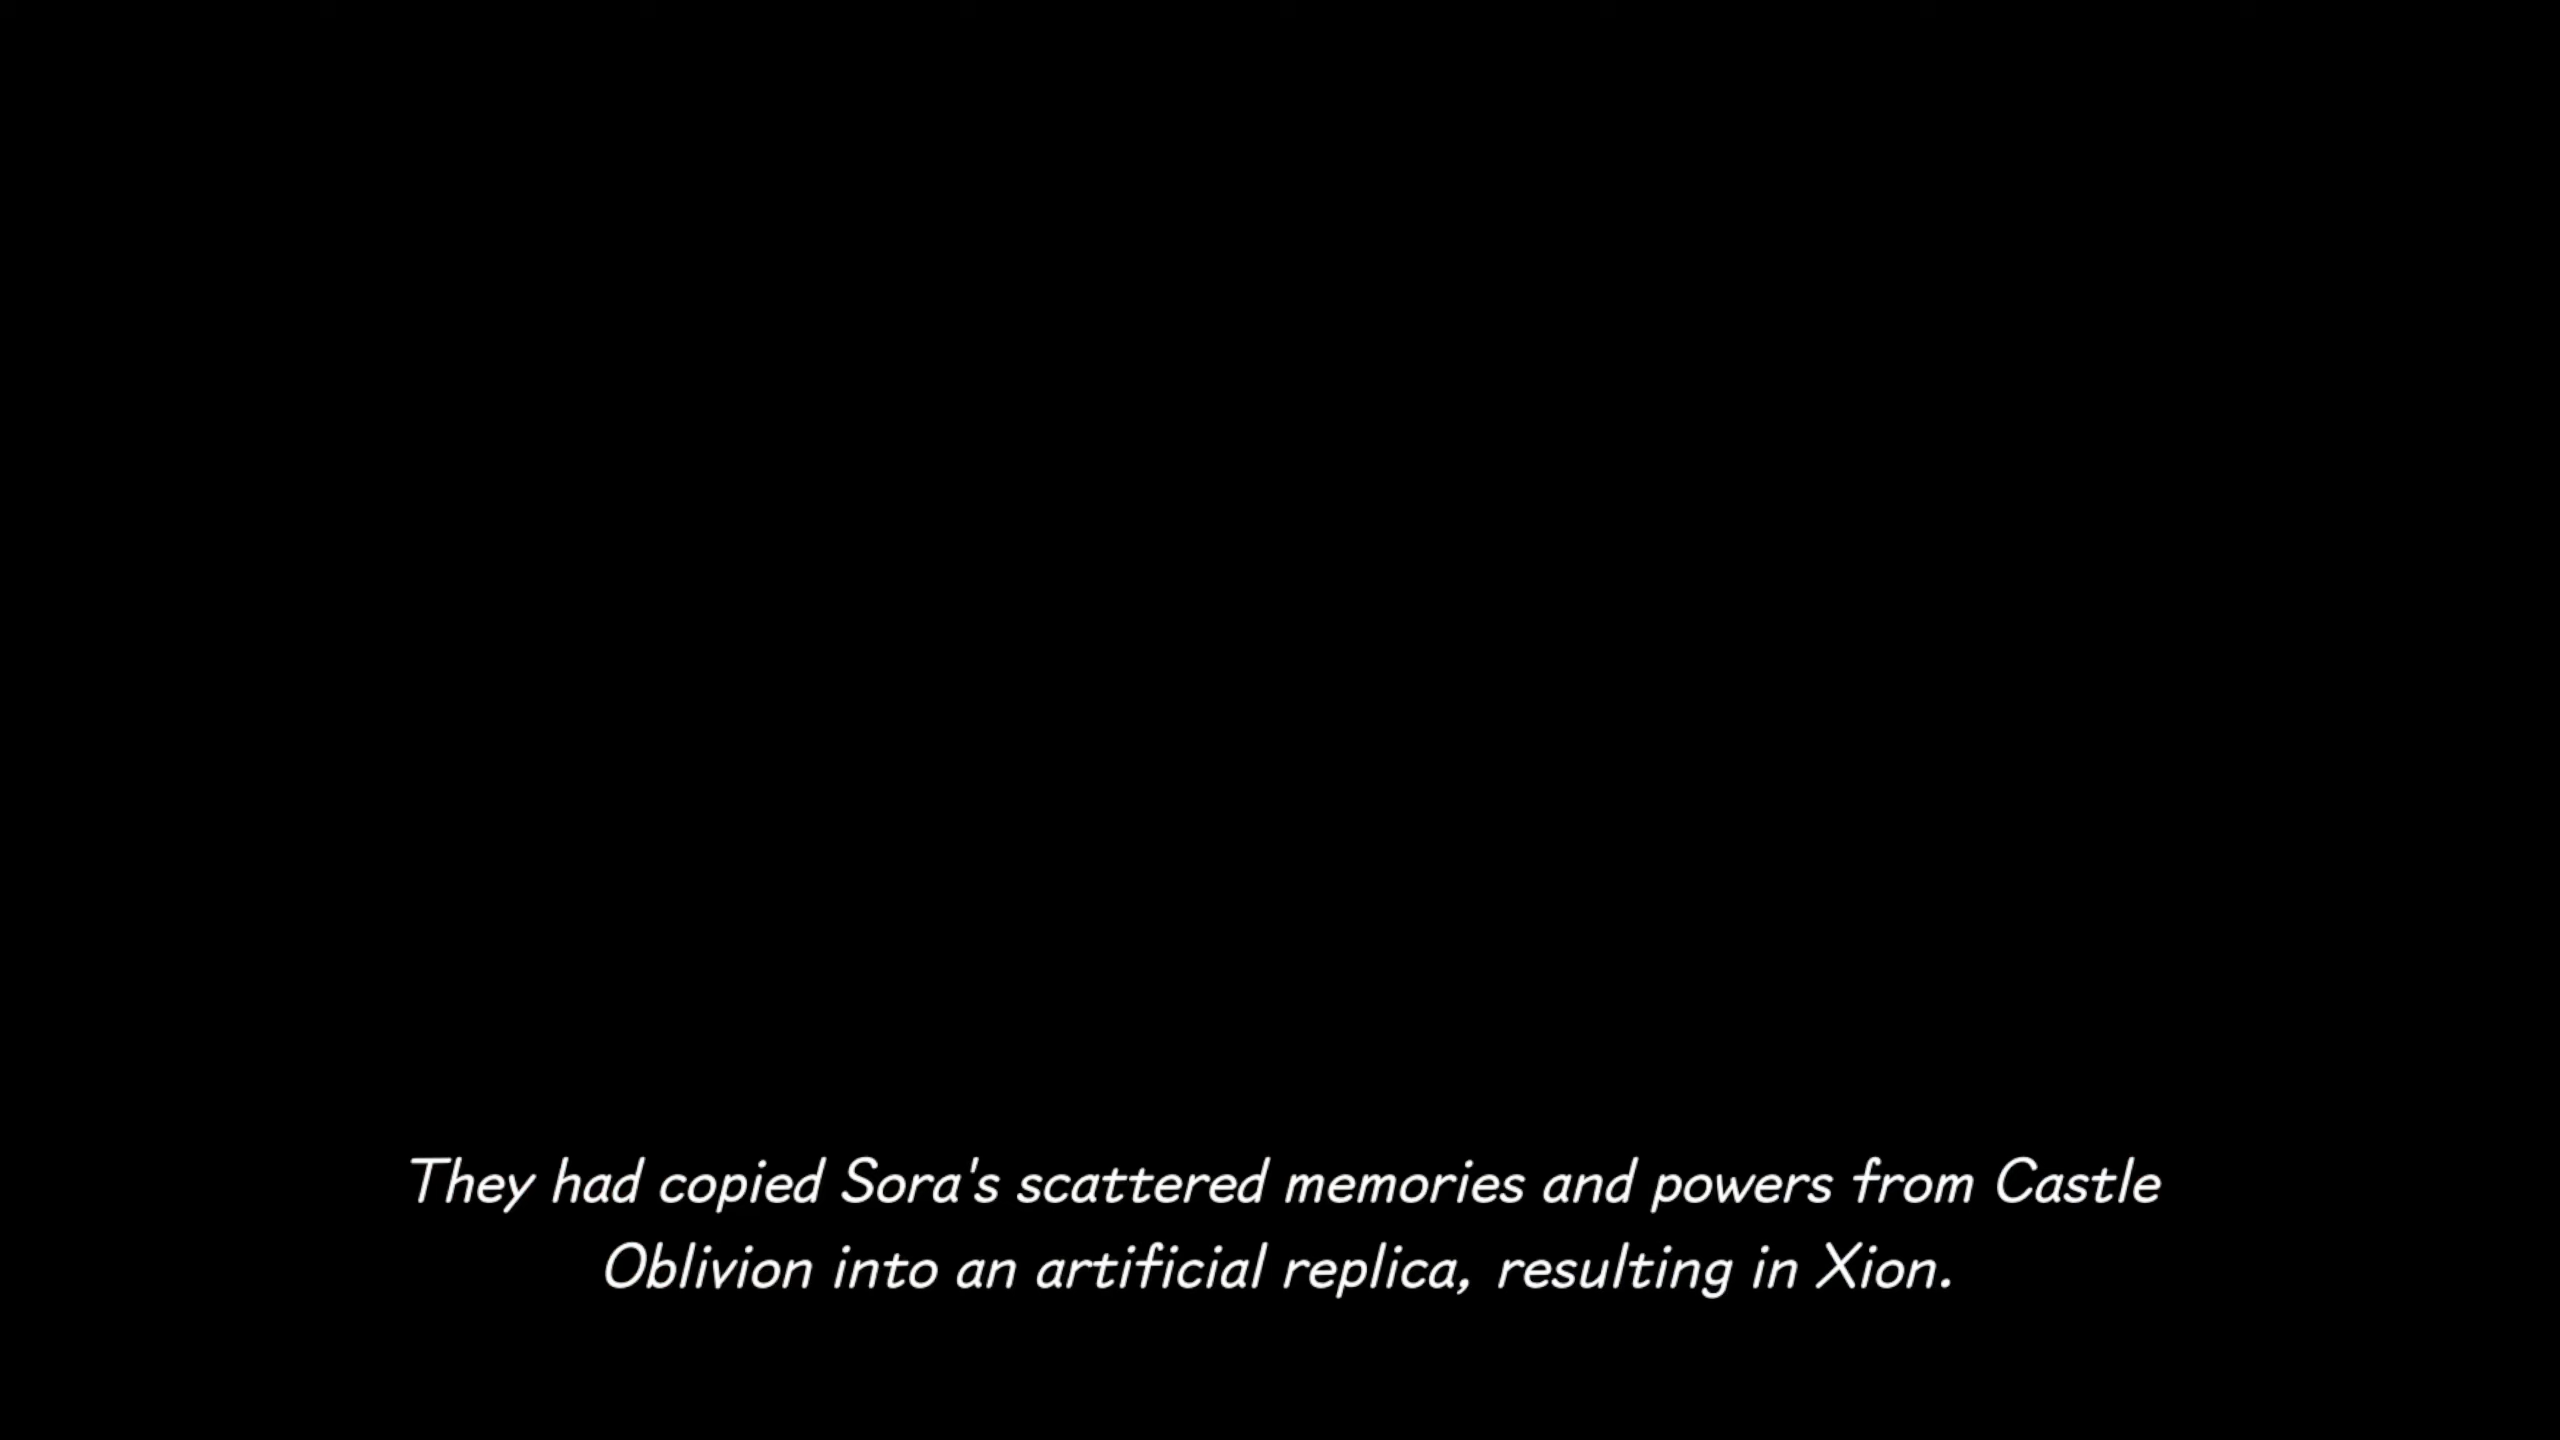 They had copied Sora's scattered memories and powers from Castle
Oblivion into an artificial replica, resulting in Xion.